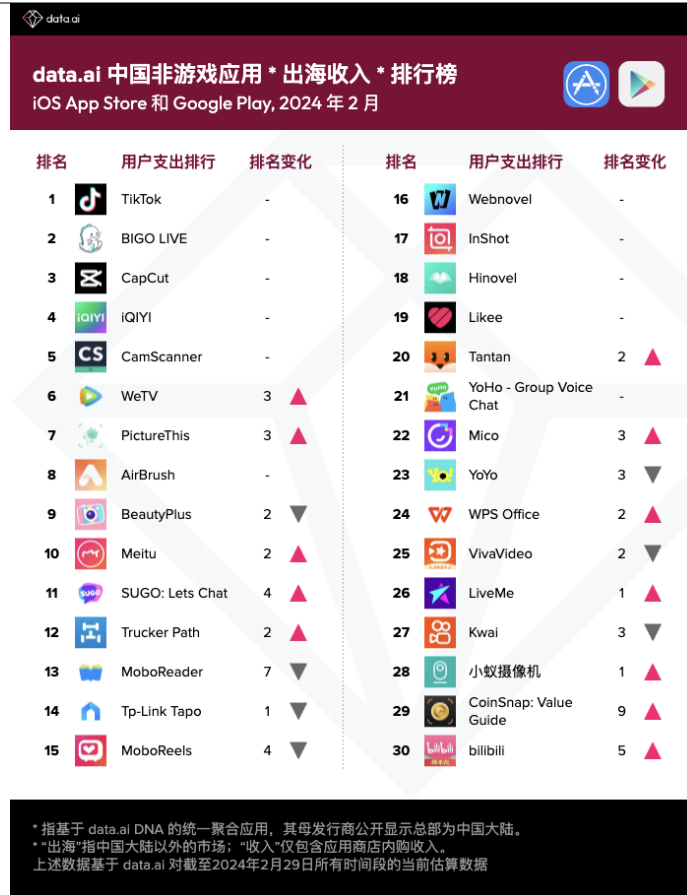 data.ai
data.ai 中国非游戏应用 * 出海收入 * 排行榜
iOS App Store 和 Google Play, 2024 年 2 月
排名 用户支出排行 排名变化
1 TikTok -
2 BIGO LIVE -
3 CapCut -
4 iQIYI iQIYI -
5 CS CamScanner -
6 WeTV 3 ▲
7 PictureThis 3 ▲
8 AirBrush -
9 BeautyPlus 2 ▼
10 Meitu 2 ▲
11 SUGO SUGO: Lets Chat 4 ▲
12 Trucker Path 2 ▲
13 MoboReader 7 ▼
14 Tp-Link Tapo 1 ▼
15 MoboReels 4 ▼
排名 用户支出排行 排名变化
16 Webnovel -
17 InShot -
18 Hinovel -
19 Likee -
20 Tantan 2 ▲
21 YoHo YoHo - Group Voice
Chat -
22 Mico 3 ▲
23 YoYo 3 ▼
24 WPS Office 2 ▲
25 VivaVideo 2 ▼
26 LiveMe 1 ▲
27 Kwai 3 ▼
28 小蚁摄像机 1 ▲
29 CoinSnap: Value
Guide 9 ▲
30 bilibili bilibili 5 ▲
* 指基于 data.ai DNA 的统一聚合应用，其母发行商公开显示总部为中国大陆。
* “出海”指中国大陆以外的市场；“收入”仅包含应用商店内购收入。
上述数据基于 data.ai 对截至2024年2月29日所有时间段的当前估算数据